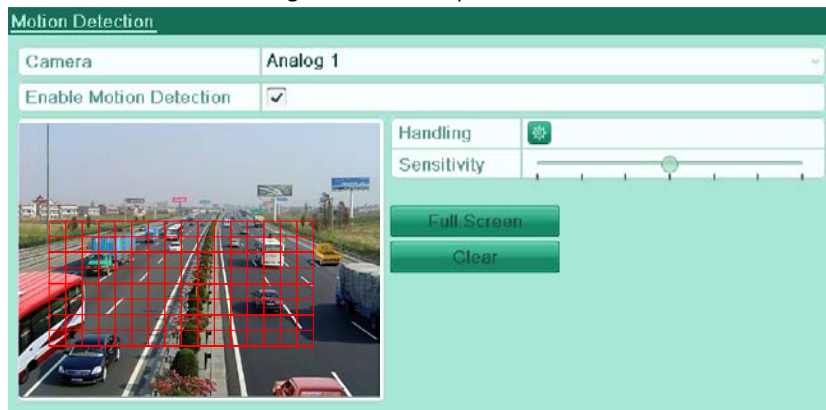 Motion Detection
Camera Analog 1
Enable Motion Detection
Handling
Sensitivity
Full Screen
Clear